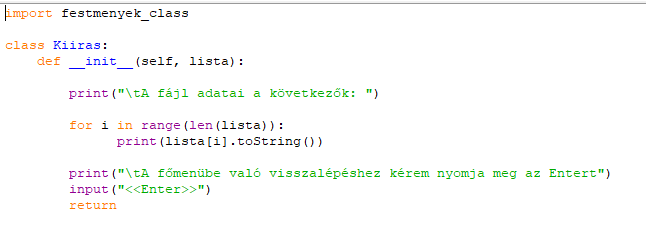 import festmenyek_class
class Kiiras:
def __init__(self, lista):
print("\tA fájl adatai a következők: ")
for i in range(len(lista)):
print(lista[i].toString())
print("\tA főmenübe való visszalépéshez kérem nyomja meg az Entert")
input("<<Enter>>")
return